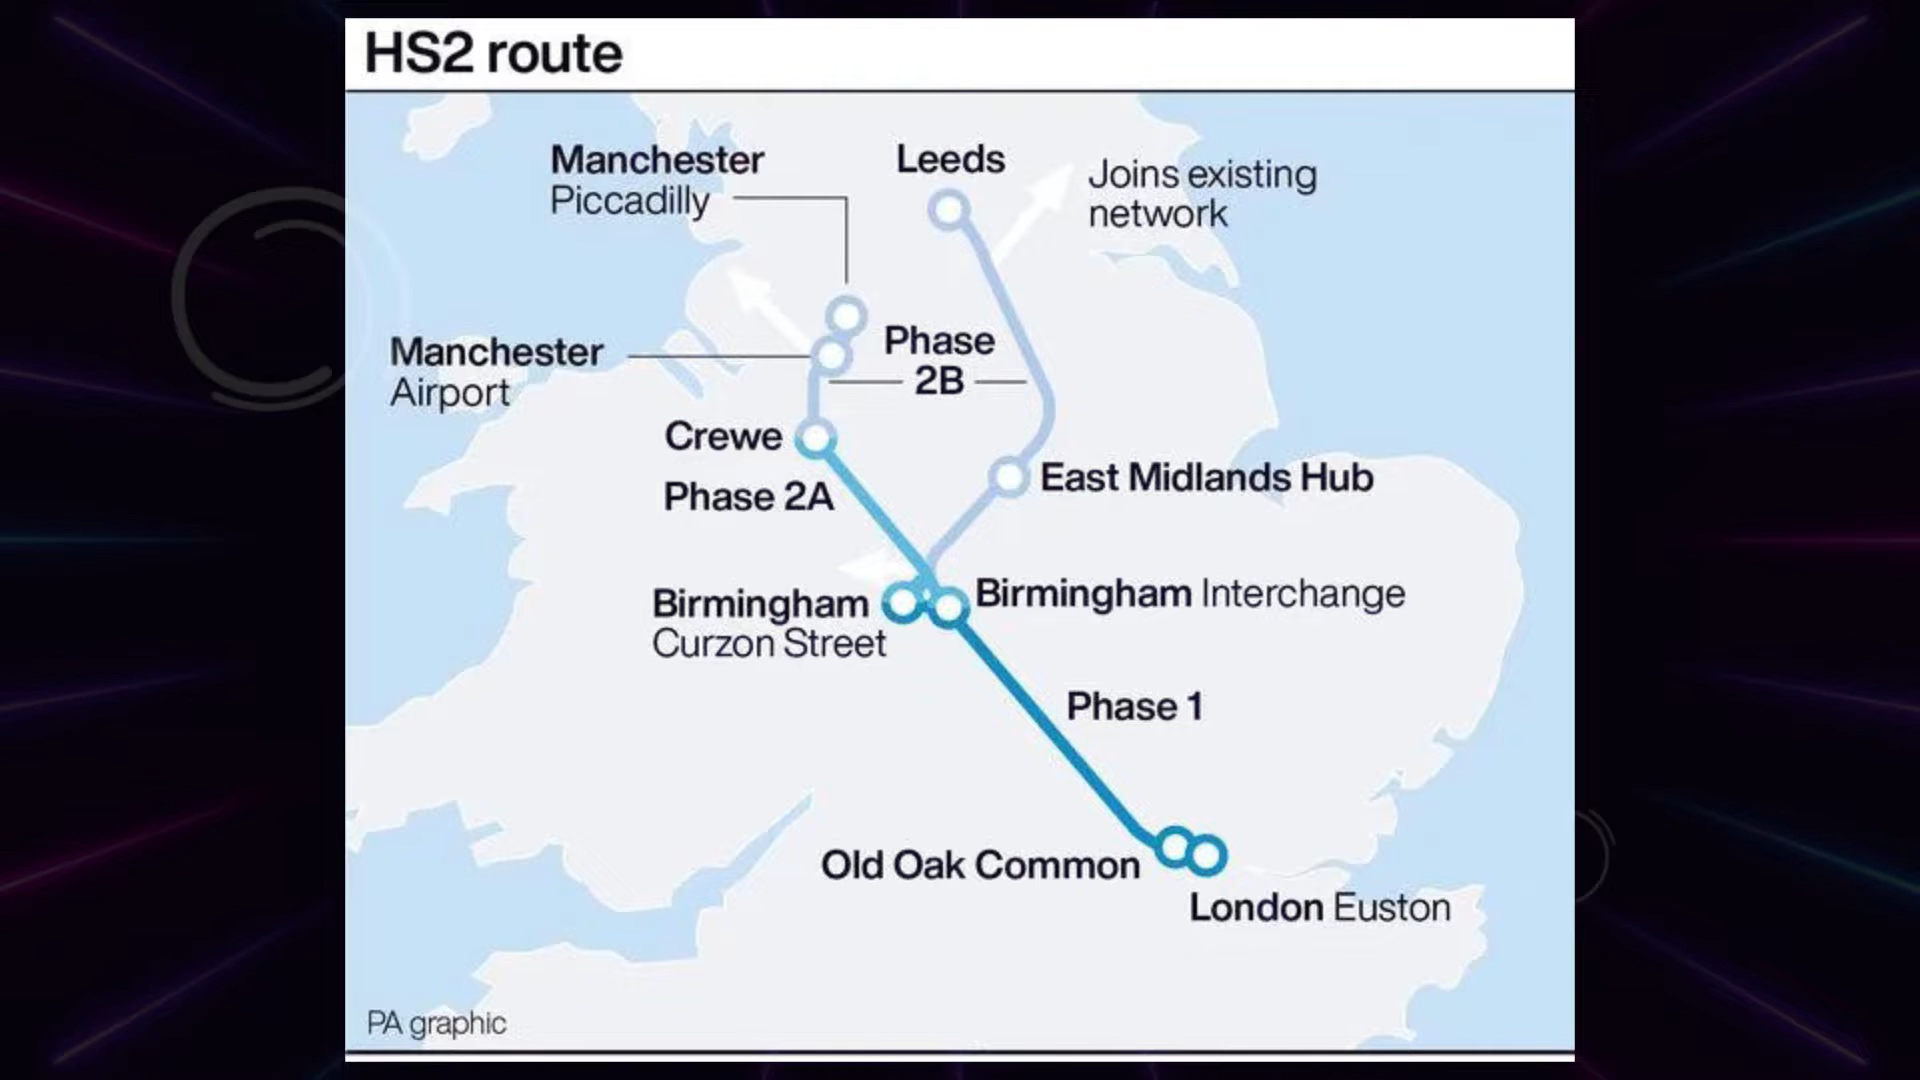 HS2 route
Manchester
Piccadilly
Leeds
Joins existing
network
Manchester
Airport
Phase
2B
Crewe
Phase 2A
East Midlands Hub
Birmingham
Curzon Street
Birmingham Interchange
Phase 1
Old Oak Common
London Euston
PA graphic